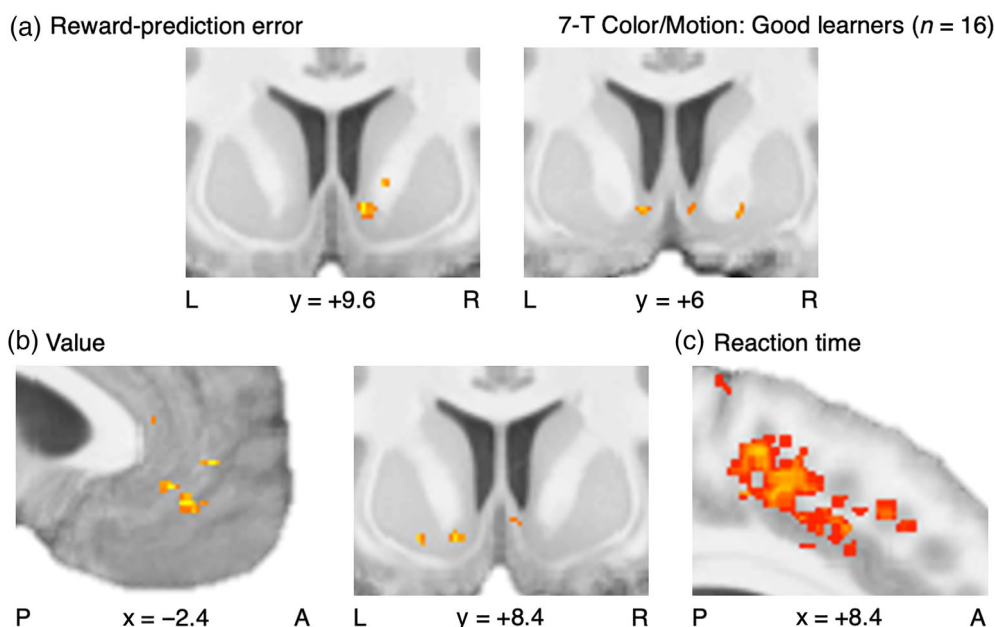 (a) Reward-prediction error
7-T Color/Motion: Good learners (n = 16)
L y = +9.6 R
L y = +6 R
(b) Value
(c) Reaction time
P x = −2.4 A
L y = +8.4 R
P x = +8.4 A